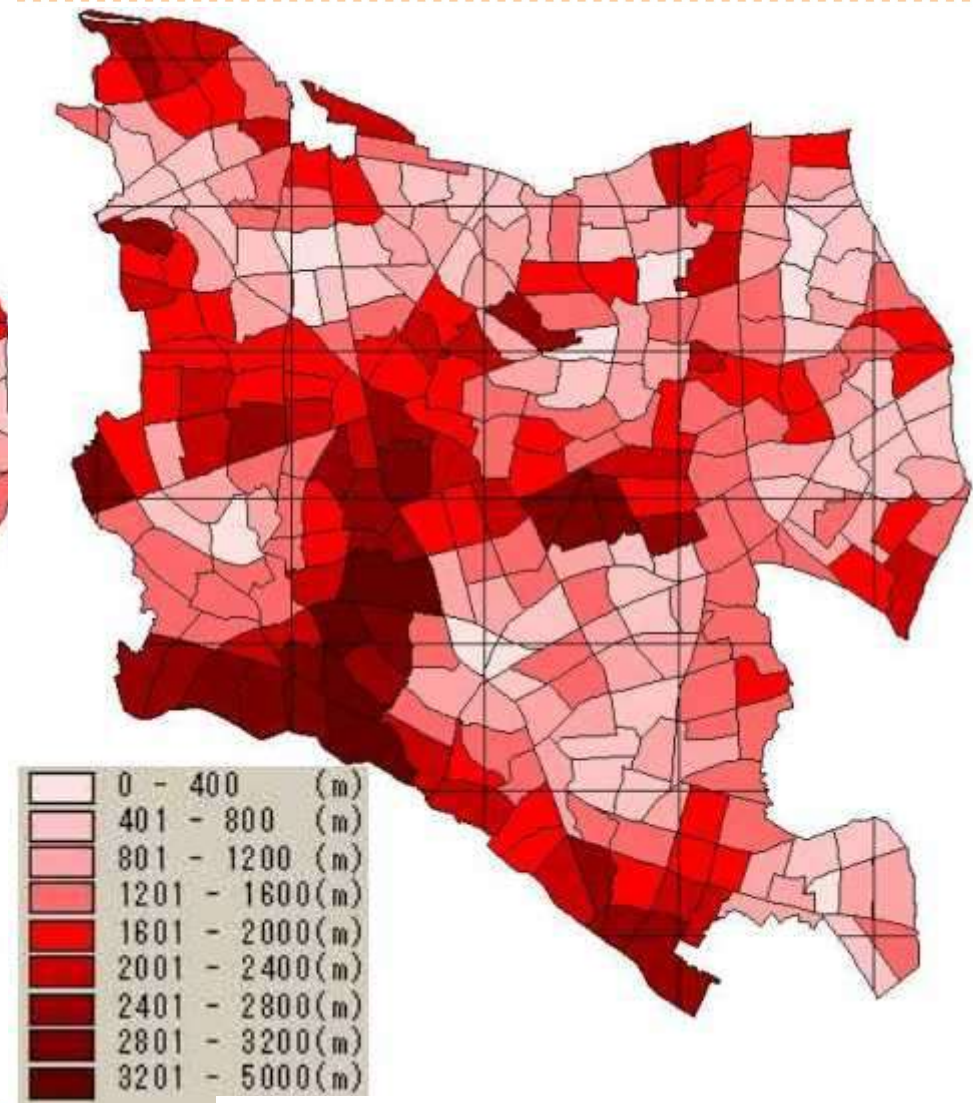 0 - 400 (m)
401 - 800 (m)
801 - 1200 (m)
1201 - 1600(m)
1601 - 2000(m)
2001 - 2400(m)
2401 - 2800(m)
2801 - 3200(m)
3201 - 5000(m)